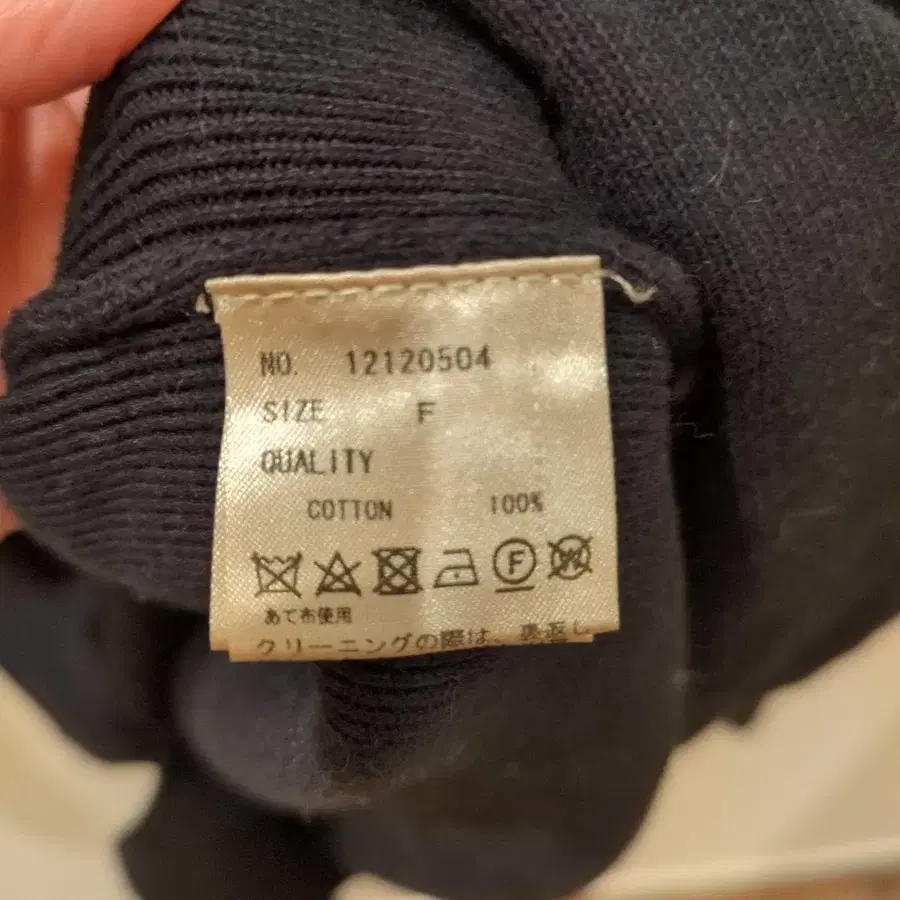 NO. 12120504
SIZE F
QUALITY
COTTON 100%
F W
あて布使用
クリーニングの際は、裏返し